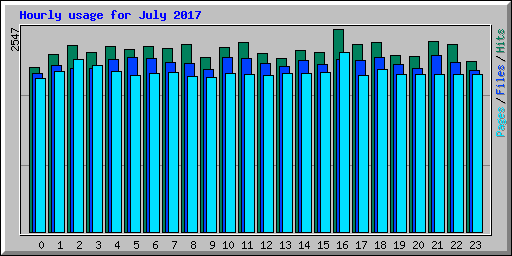 Hourly usage for July 2017
2547
Pages / Files / Hits
0 1 2 3 4 5 6 7 8 9 10 11 12 13 14 15 16 17 18 19 20 21 22 23